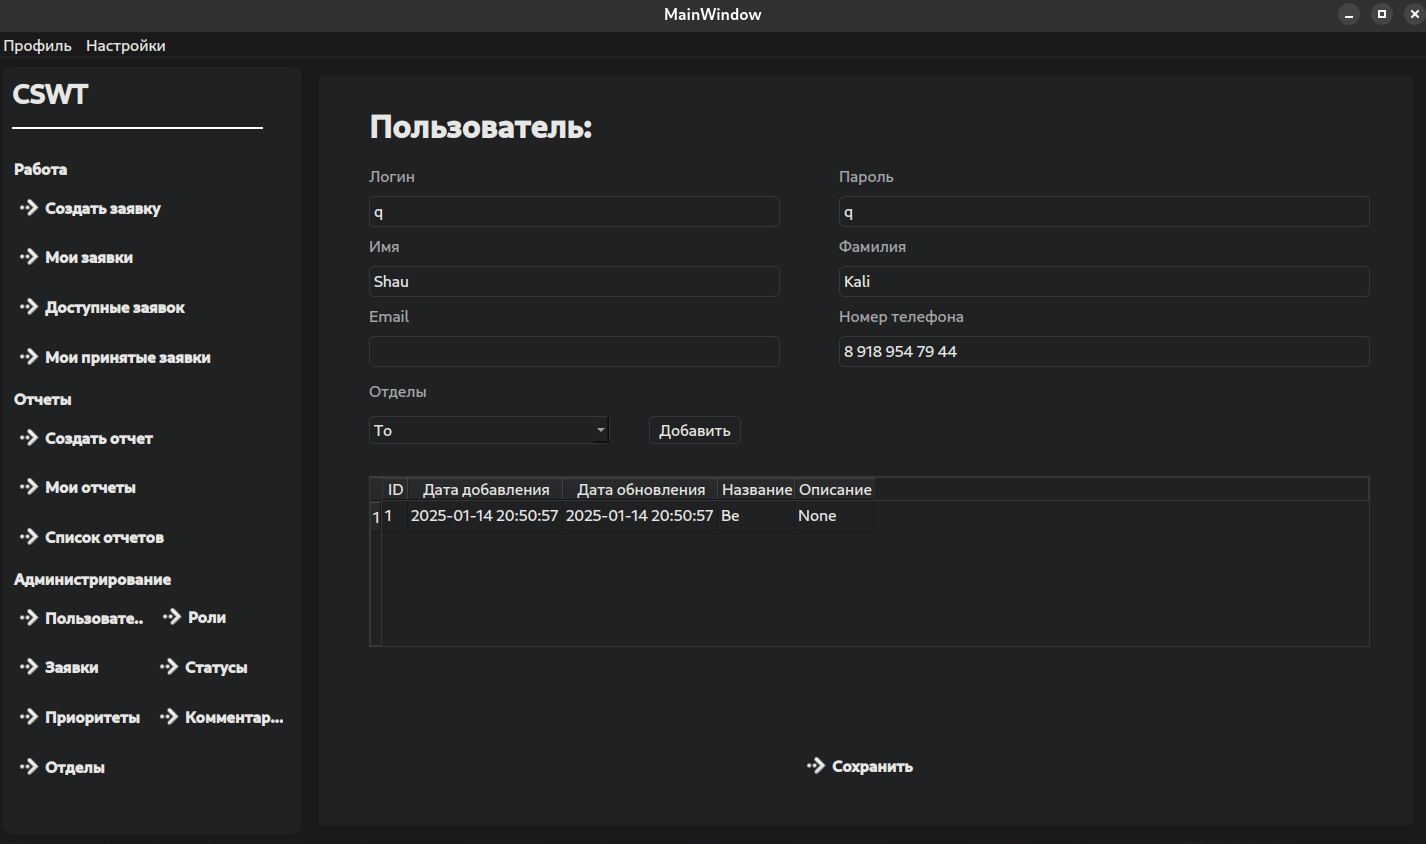 MainWindow
Профиль Настройки
CSWT
Работа
Создать заявку
Мои заявки
Доступные заявок
Мои принятые заявки
Отчеты
Создать отчет
Мои отчеты
Список отчетов
Администрирование
Пользовате.. Роли
Заявки Статусы
Приоритеты Комментар...
Отделы
Пользователь:
Логин Пароль
q q
Имя Фамилия
Shau Kali
Email Номер телефона
8 918 954 79 44
Отделы
To Добавить
ID Дата добавления Дата обновления Название Описание
1 1 2025-01-14 20:50:57 2025-01-14 20:50:57 Be None
Сохранить